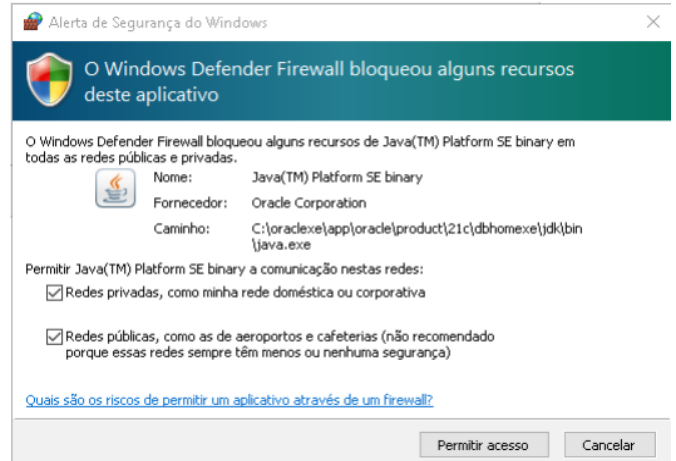 Alerta de Segurança do Windows
O Windows Defender Firewall bloqueou alguns recursos
deste aplicativo
O Windows Defender Firewall bloqueou alguns recursos de Java(TM) Platform SE binary em
todas as redes públicas e privadas.
Nome: Java(TM) Platform SE binary
Fornecedor: Oracle Corporation
Caminho: C:\oraclexe\app\oracle\product\21c\dbhomexe\jdk\bin
\java.exe
Permitir Java(TM) Platform SE binary a comunicação nestas redes:
Redes privadas, como minha rede doméstica ou corporativa
Redes públicas, como as de aeroportos e cafeterias (não recomendado
porque essas redes sempre têm menos ou nenhuma segurança)
Quais são os riscos de permitir um aplicativo através de um firewall?
Permitir acesso Cancelar